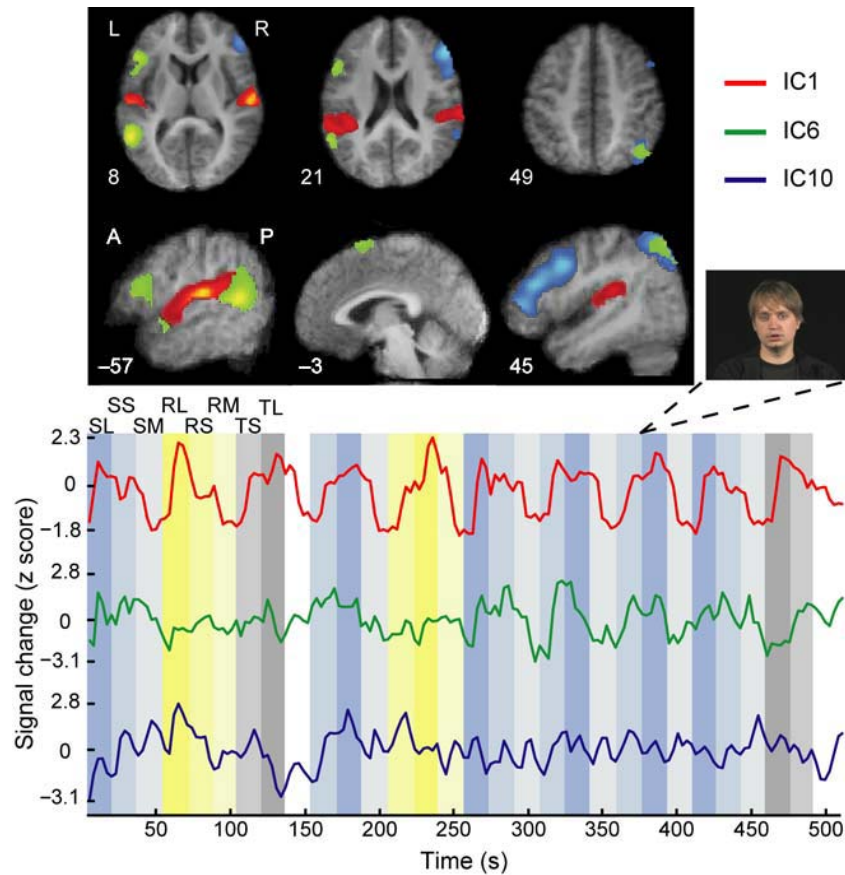 L R
8 21 49
A P
–57 –3 45
IC1
IC6
IC10
SL SS SM RL RS RM TS TL
Signal change (z score)
2.3
0
–1.8
2.8
0
–3.1
2.8
0
–3.1
50 100 150 200 250 300 350 400 450 500
Time (s)